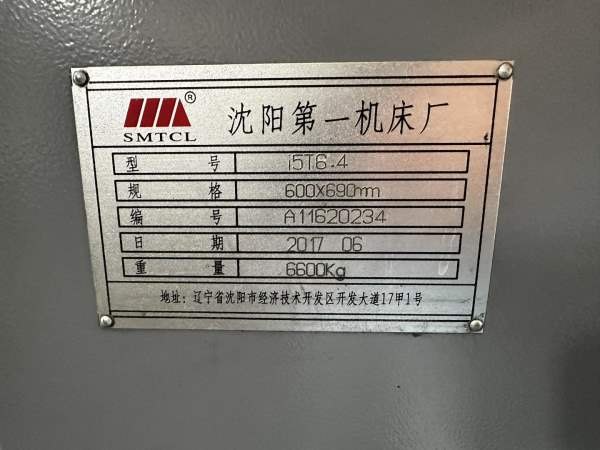 ® SMTCL 沈阳第一机床厂
型 号 i5T6.4
规 格 600X690mm
编 号 A11620234
日 期 2017 06
重 量 6600Kg
地址: 辽宁省沈阳市经济技术开发区开发大道17甲1号